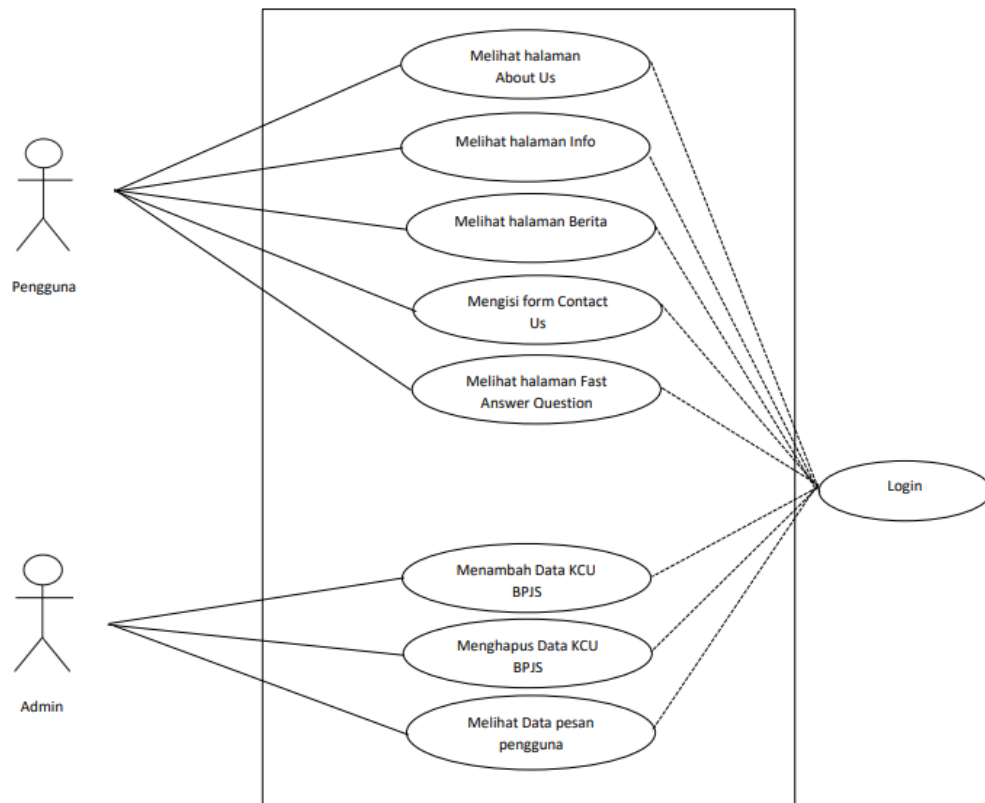 Melihat halaman
About Us
Melihat halaman Info
Melihat halaman Berita
Pengguna
Mengisi form Contact
Us
Melihat halaman Fast
Answer Question
Login
Menambah Data KCU
BPJS
Menghapus Data KCU
BPJS
Admin
Melihat Data pesan
pengguna